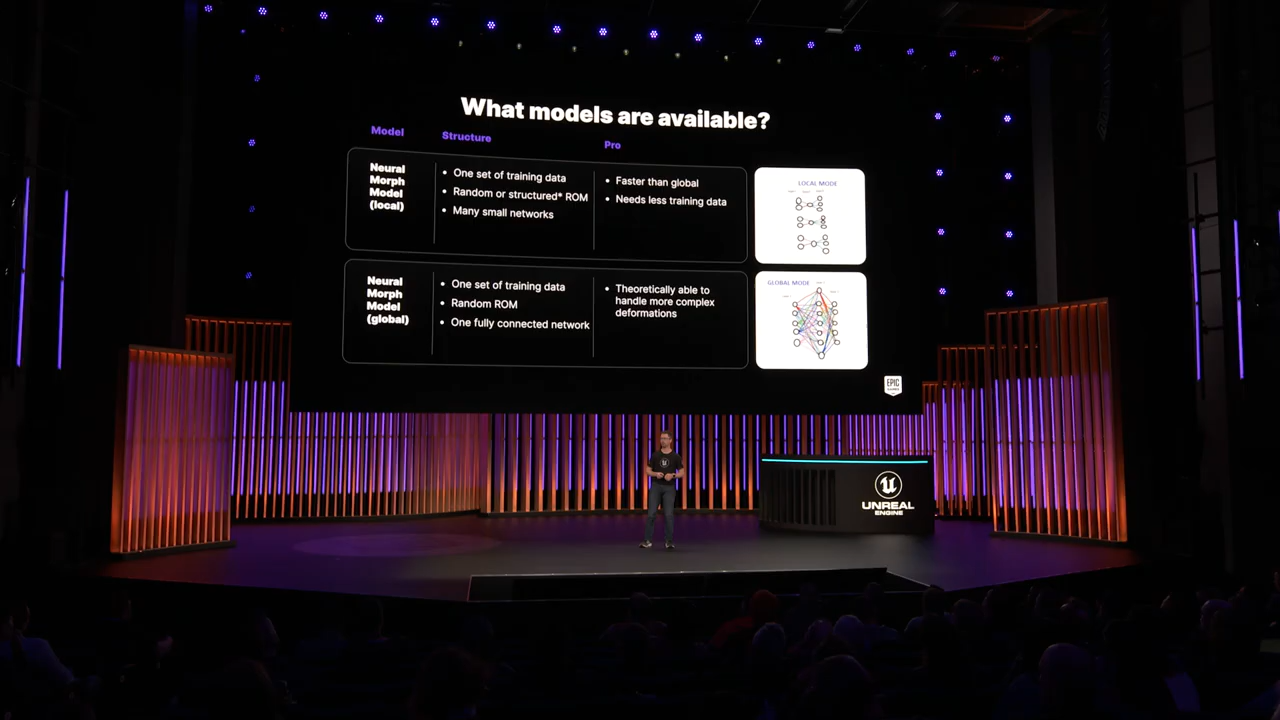 What models are available?
Model
Structure
Pro
Neural
Morph
Model
(local)
• One set of training data
• Random or structured* ROM
• Many small networks
• Faster than global
• Needs less training data
LOCAL MODE
Neural
Morph
Model
(global)
• One set of training data
• Random ROM
• One fully connected network
• Theoretically able to
handle more complex
deformations
GLOBAL MODE
EPIC
GAMES
UNREAL
ENGINE